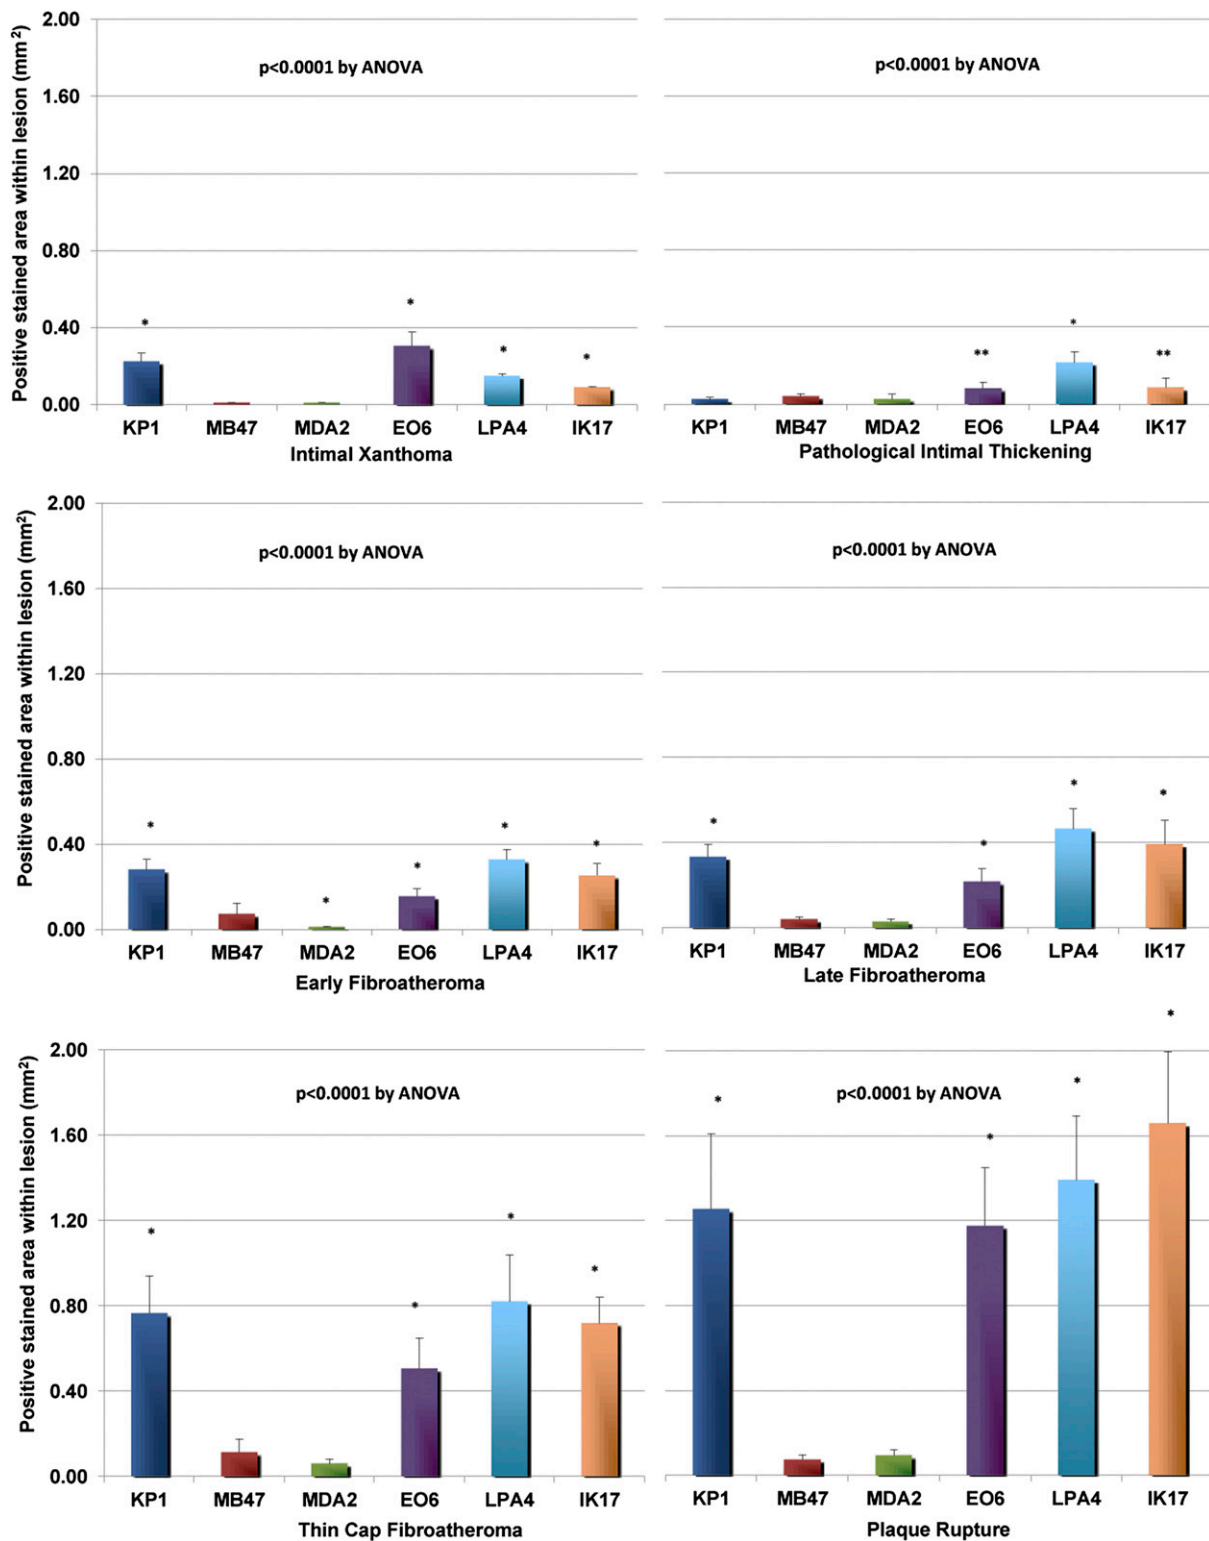 Positive stained area within lesion (mm²)
2.00
1.60
1.20
0.80
0.40
0.00
p<0.0001 by ANOVA
* * * *
KP1 MB47 MDA2 EO6 LPA4 IK17
Intimal Xanthoma
p<0.0001 by ANOVA
** * **
KP1 MB47 MDA2 EO6 LPA4 IK17
Pathological Intimal Thickening
Positive stained area within lesion (mm²)
2.00
1.60
1.20
0.80
0.40
0.00
p<0.0001 by ANOVA
* * * * *
KP1 MB47 MDA2 EO6 LPA4 IK17
Early Fibroatheroma
p<0.0001 by ANOVA
* * * *
KP1 MB47 MDA2 EO6 LPA4 IK17
Late Fibroatheroma
Positive stained area within lesion (mm²)
2.00
1.60
1.20
0.80
0.40
0.00
p<0.0001 by ANOVA
* * * *
KP1 MB47 MDA2 EO6 LPA4 IK17
Thin Cap Fibroatheroma
p<0.0001 by ANOVA
* * * *
KP1 MB47 MDA2 EO6 LPA4 IK17
Plaque Rupture